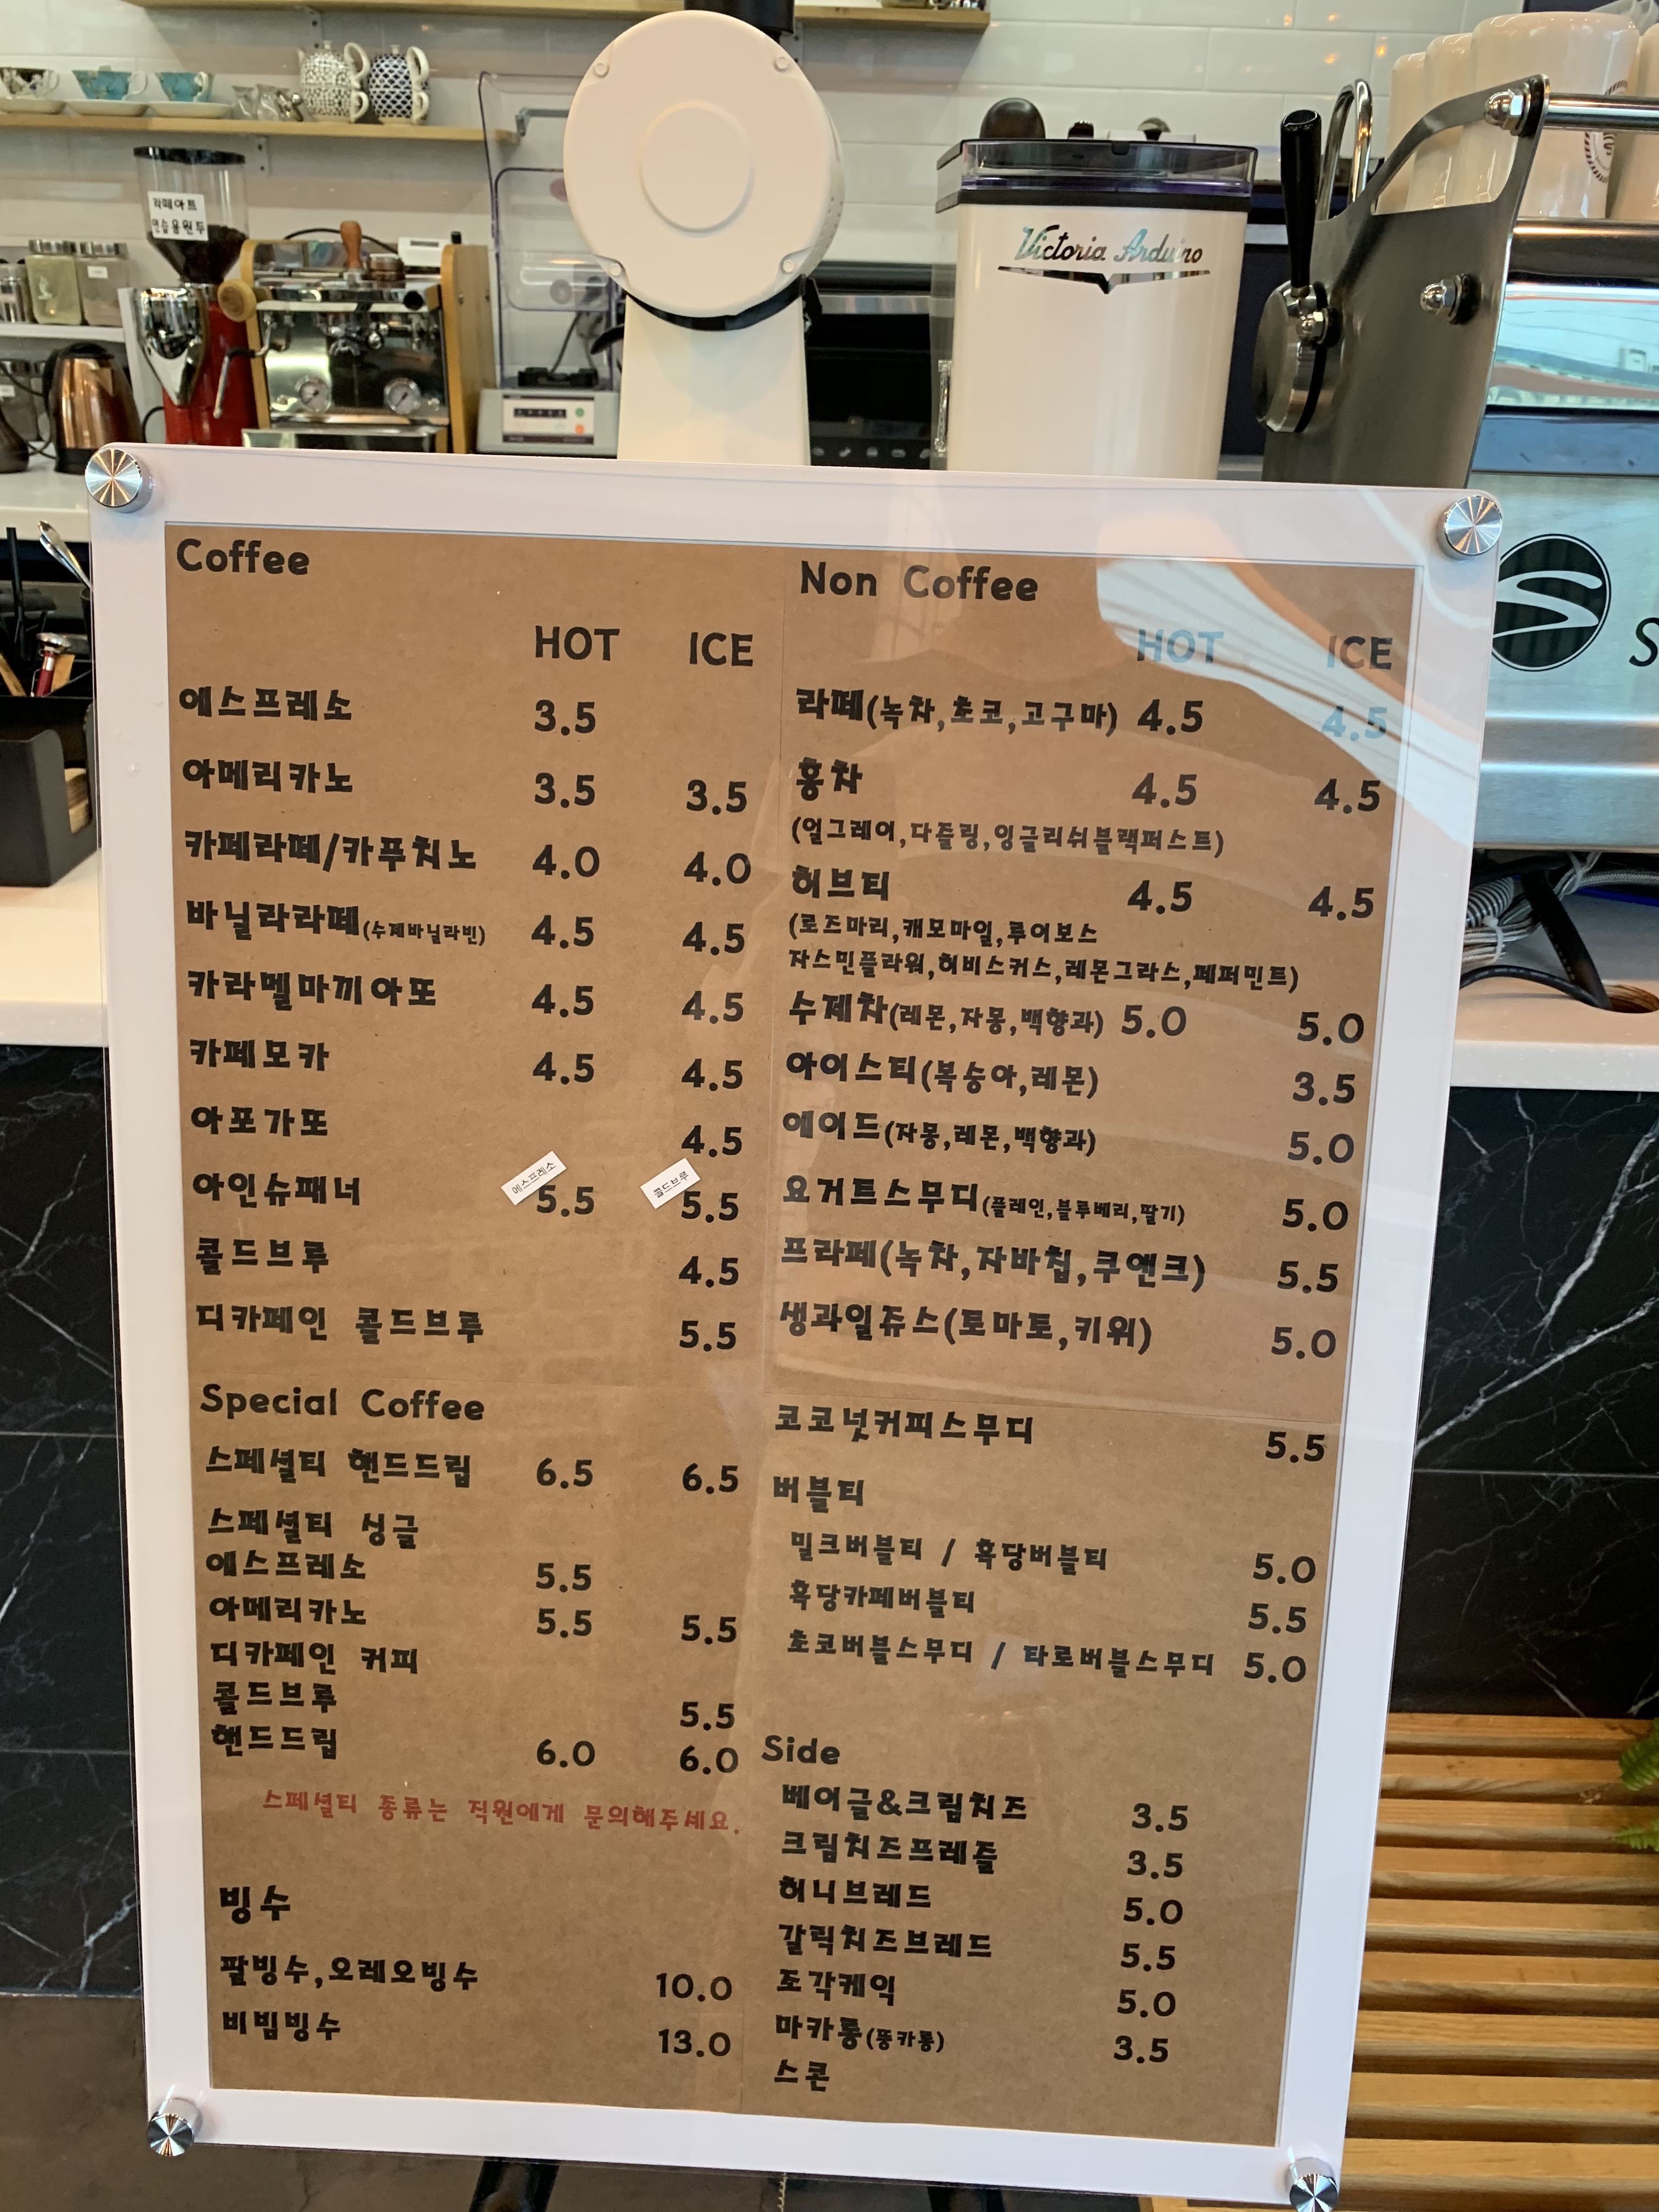 라떼아트
연습용원두
Victoria Arduino
S
Coffee
HOT ICE
에스프레소 3.5
아메리카노 3.5 3.5
카페라떼/카푸치노 4.0 4.0
바닐라라떼(수제바닐라빈) 4.5 4.5
카라멜마끼아또 4.5 4.5
카페모카 4.5 4.5
아포가또 4.5
에스프레소 콜드브루
아인슈패너 5.5 5.5
콜드브루 4.5
디카페인 콜드브루 5.5
Special Coffee
스페셜티 핸드드립 6.5 6.5
스페셜티 싱글
에스프레소 5.5
아메리카노 5.5 5.5
디카페인 커피
콜드브루 5.5
핸드드립 6.0 6.0
스페셜티 종류는 직원에게 문의해주세요.
빙수
팥빙수,오레오빙수 10.0
비빔빙수 13.0
Non Coffee
HOT ICE
라떼(녹차,초코,고구마) 4.5 4.5
홍차 4.5 4.5
(얼그레이,다즐링,잉글리쉬블랙퍼스트)
허브티 4.5 4.5
(로즈마리,캐모마일,루이보스
자스민플라워,허비스커스,레몬그라스,페퍼민트)
수제차(레몬,자몽,백향과) 5.0 5.0
아이스티(복숭아,레몬) 3.5
에이드(자몽,레몬,백향과) 5.0
요거트스무디(플레인,블루베리,딸기) 5.0
프라페(녹차,자바칩,쿠앤크) 5.5
생과일쥬스(토마토,키위) 5.0
코코넛커피스무디 5.5
버블티
밀크버블티 / 흑당버블티 5.0
흑당카페버블티 5.5
초코버블스무디 / 타로버블스무디 5.0
Side
베이글&크림치즈 3.5
크림치즈프레즐 3.5
허니브레드 5.0
갈릭치즈브레드 5.5
조각케익 5.0
마카롱(뚱카롱) 3.5
스콘